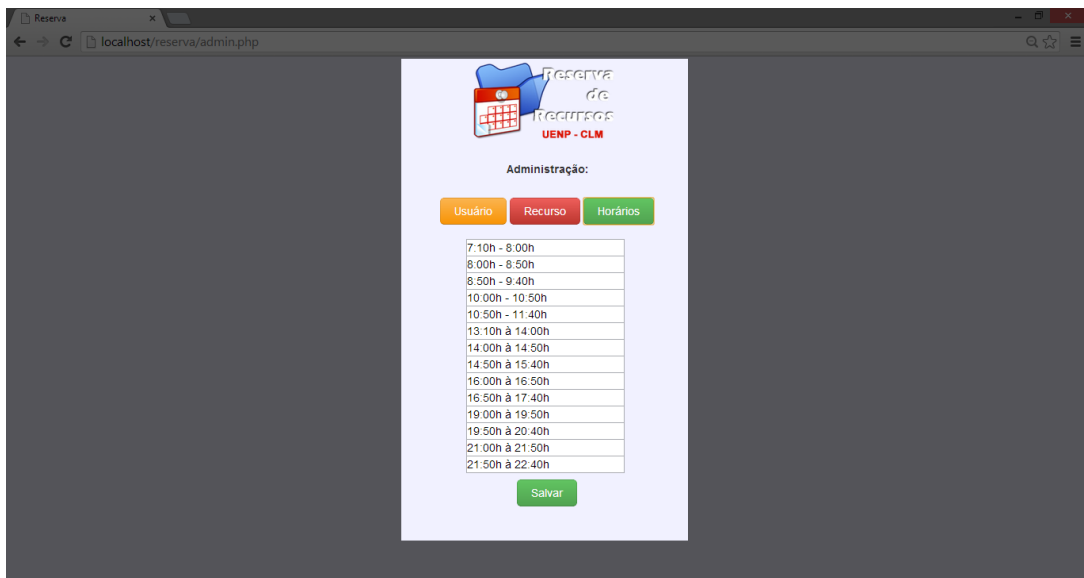 Reserva
localhost/reserva/admin.php
Reserva
de
Recursos
UENP - CLM
Administração:
Usuário Recurso Horários
7:10h - 8:00h
8:00h - 8:50h
8:50h - 9:40h
10:00h - 10:50h
10:50h - 11:40h
13:10h à 14:00h
14:00h à 14:50h
14:50h à 15:40h
16:00h à 16:50h
16:50h à 17:40h
19:00h à 19:50h
19:50h à 20:40h
21:00h à 21:50h
21:50h à 22:40h
Salvar